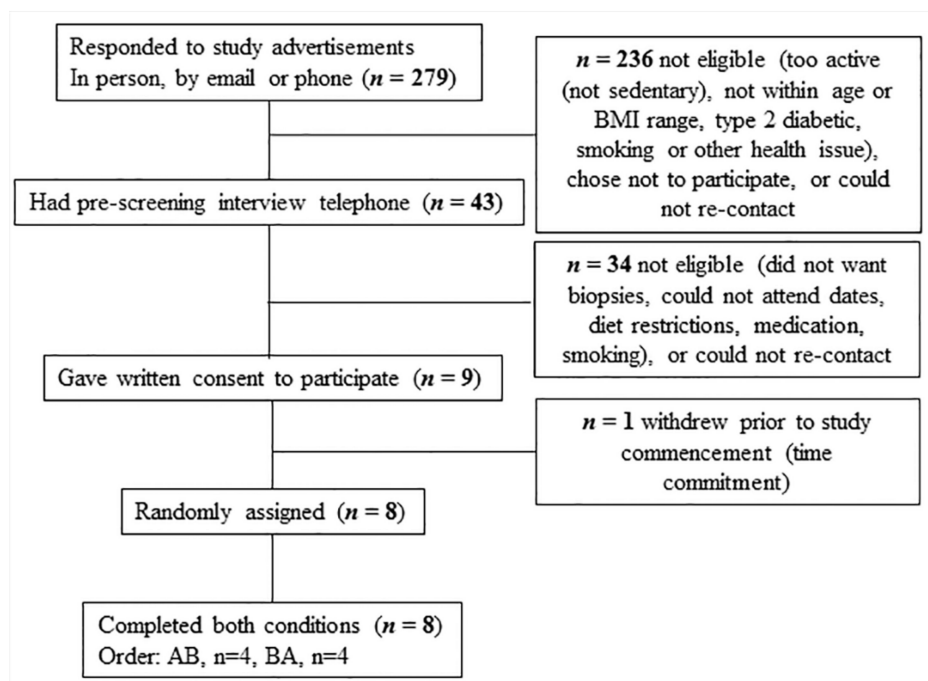 Responded to study advertisements
In person, by email or phone (n = 279)
n = 236 not eligible (too active
(not sedentary), not within age or
BMI range, type 2 diabetic,
smoking or other health issue),
chose not to participate, or could
not re-contact
Had pre-screening interview telephone (n = 43)
n = 34 not eligible (did not want
biopsies, could not attend dates,
diet restrictions, medication,
smoking), or could not re-contact
Gave written consent to participate (n = 9)
n = 1 withdrew prior to study
commencement (time
commitment)
Randomly assigned (n = 8)
Completed both conditions (n = 8)
Order: AB, n=4, BA, n=4